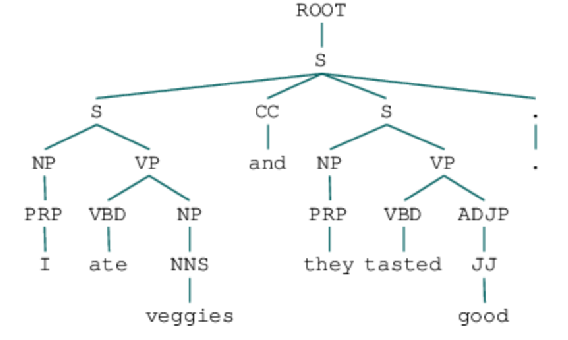 ROOT
S
S CC S .
NP VP and NP VP .
PRP VBD NP PRP VBD ADJP
I ate NNS they tasted JJ
veggies good